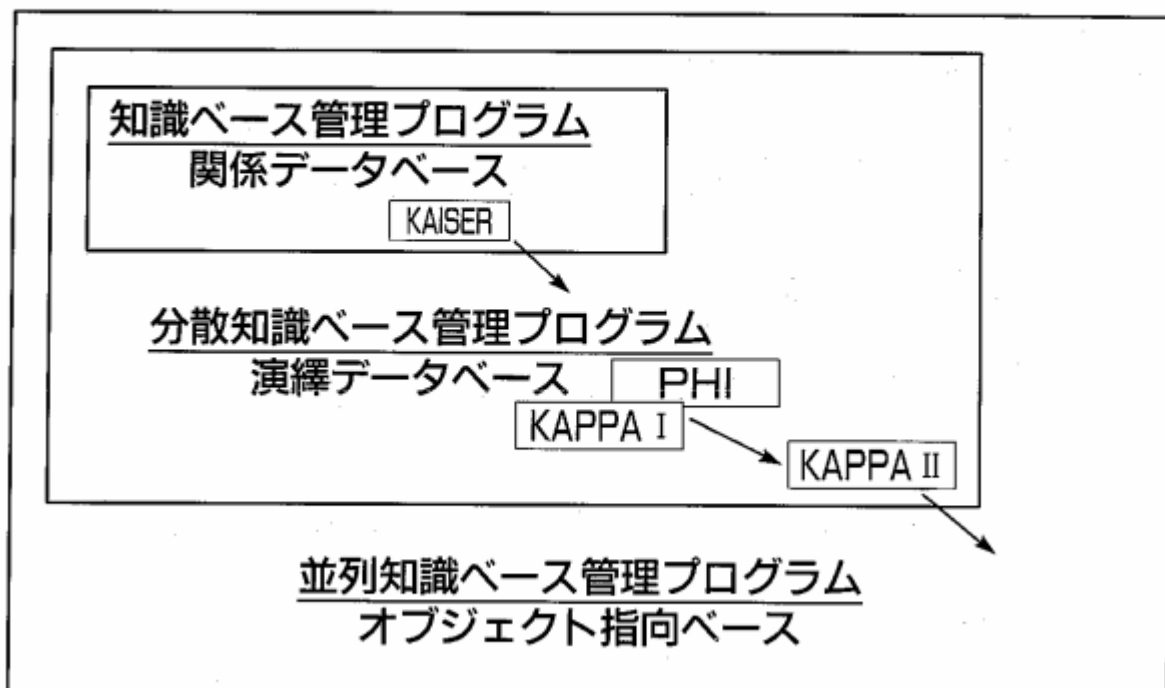 知識ベース管理プログラム
関係データベース
KAISER
分散知識ベース管理プログラム
演繹データベース
PHI
KAPPA I
KAPPA II
並列知識ベース管理プログラム
オブジェクト指向ベース